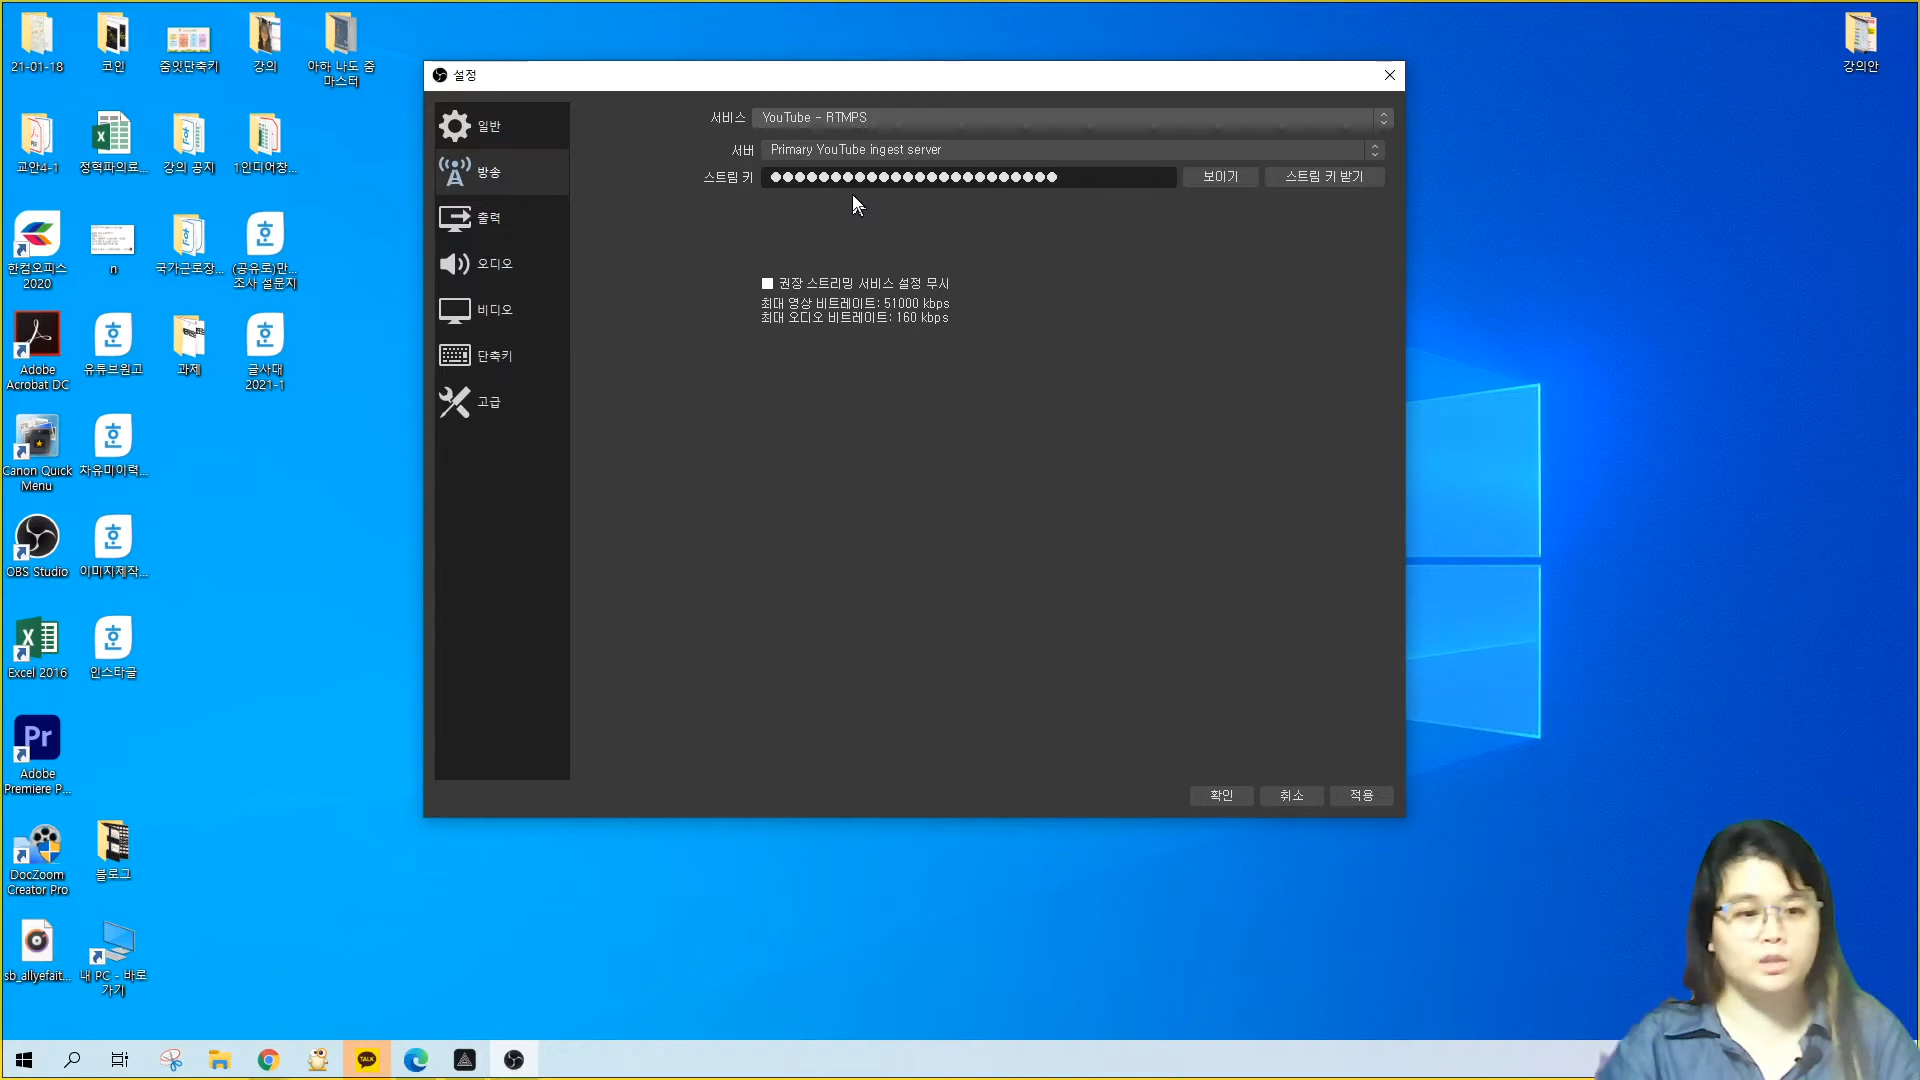 21-01-18
코인
줌잇단축키
강의
아하 나도 줌
마스터
강의안
교안4-1
정혁파의료...
강의 공지
1인디어창...
한컴오피스
2020
n
국가근로장...
(공유로)만...
조사 설문지
Adobe
Acrobat DC
유튜브원고
과제
글사대
2021-1
Canon Quick
Menu
자유미이력...
OBS Studio
이미지제작...
Excel 2016
인스타글
Pr
Adobe
Premiere P...
DocZoom
Creator Pro
블로그
sb_allyefait...
내 PC - 바로
가기
설정
일반
방송
출력
오디오
비디오
단축키
고급
서비스 YouTube - RTMPS
서버 Primary YouTube ingest server
스트림 키 ●●●●●●●●●●●●●●●●●●●●●●●● 보이기 스트림 키 받기
권장 스트리밍 서비스 설정 무시
최대 영상 비트레이트: 51000 kbps
최대 오디오 비트레이트: 160 kbps
확인 취소 적용
TALK